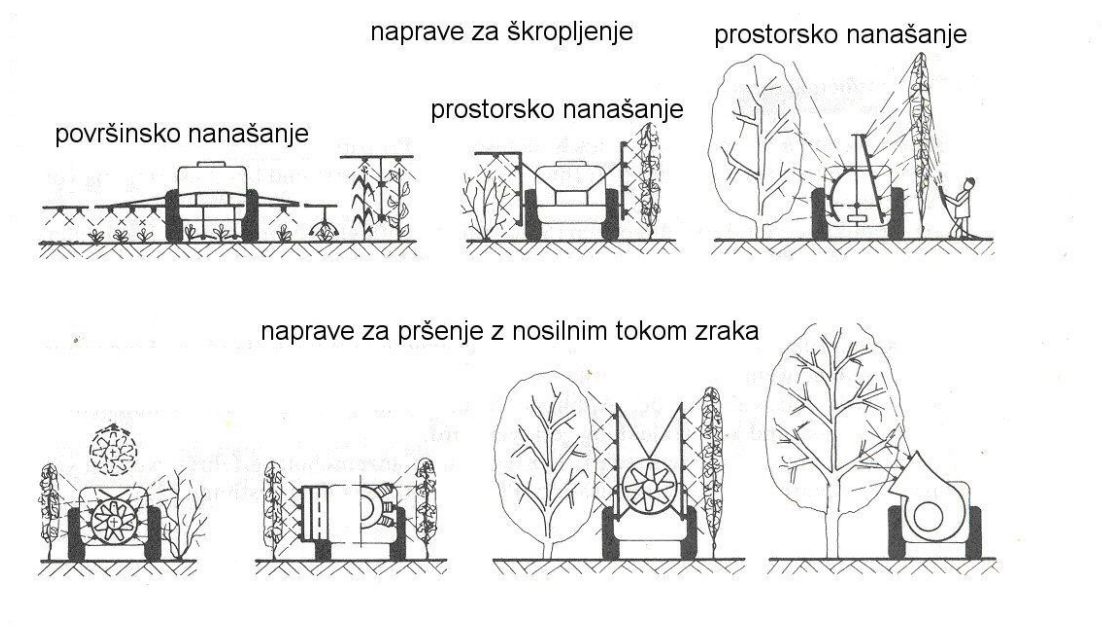 naprave za škropljenje
prostorsko nanašanje
prostorsko nanašanje
površinsko nanašanje
naprave za pršenje z nosilnim tokom zraka